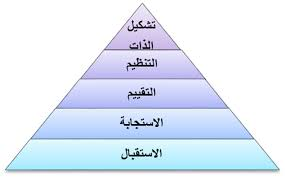 تشكيل
الذات
التنظيم
التقييم
الاستجابة
الاستقبال